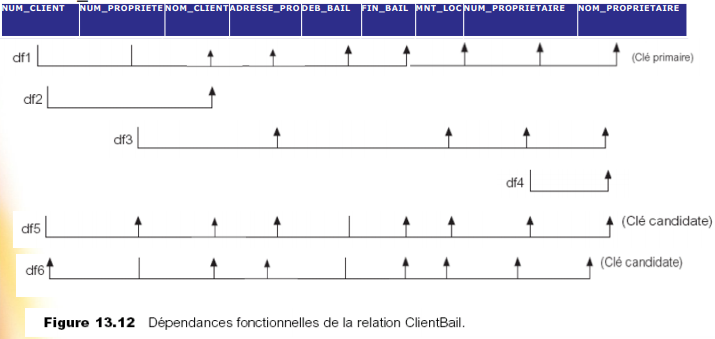 NUM_CLIENT NUM_PROPRIETE NOM_CLIENT ADRESSE_PRO DEB_BAIL FIN_BAIL MNT_LOC NUM_PROPRIETAIRE NOM_PROPRIETAIRE
df1 (Clé primaire)
df2
df3
df4
df5 (Clé candidate)
df6 (Clé candidate)
Figure 13.12 Dépendances fonctionnelles de la relation ClientBail.